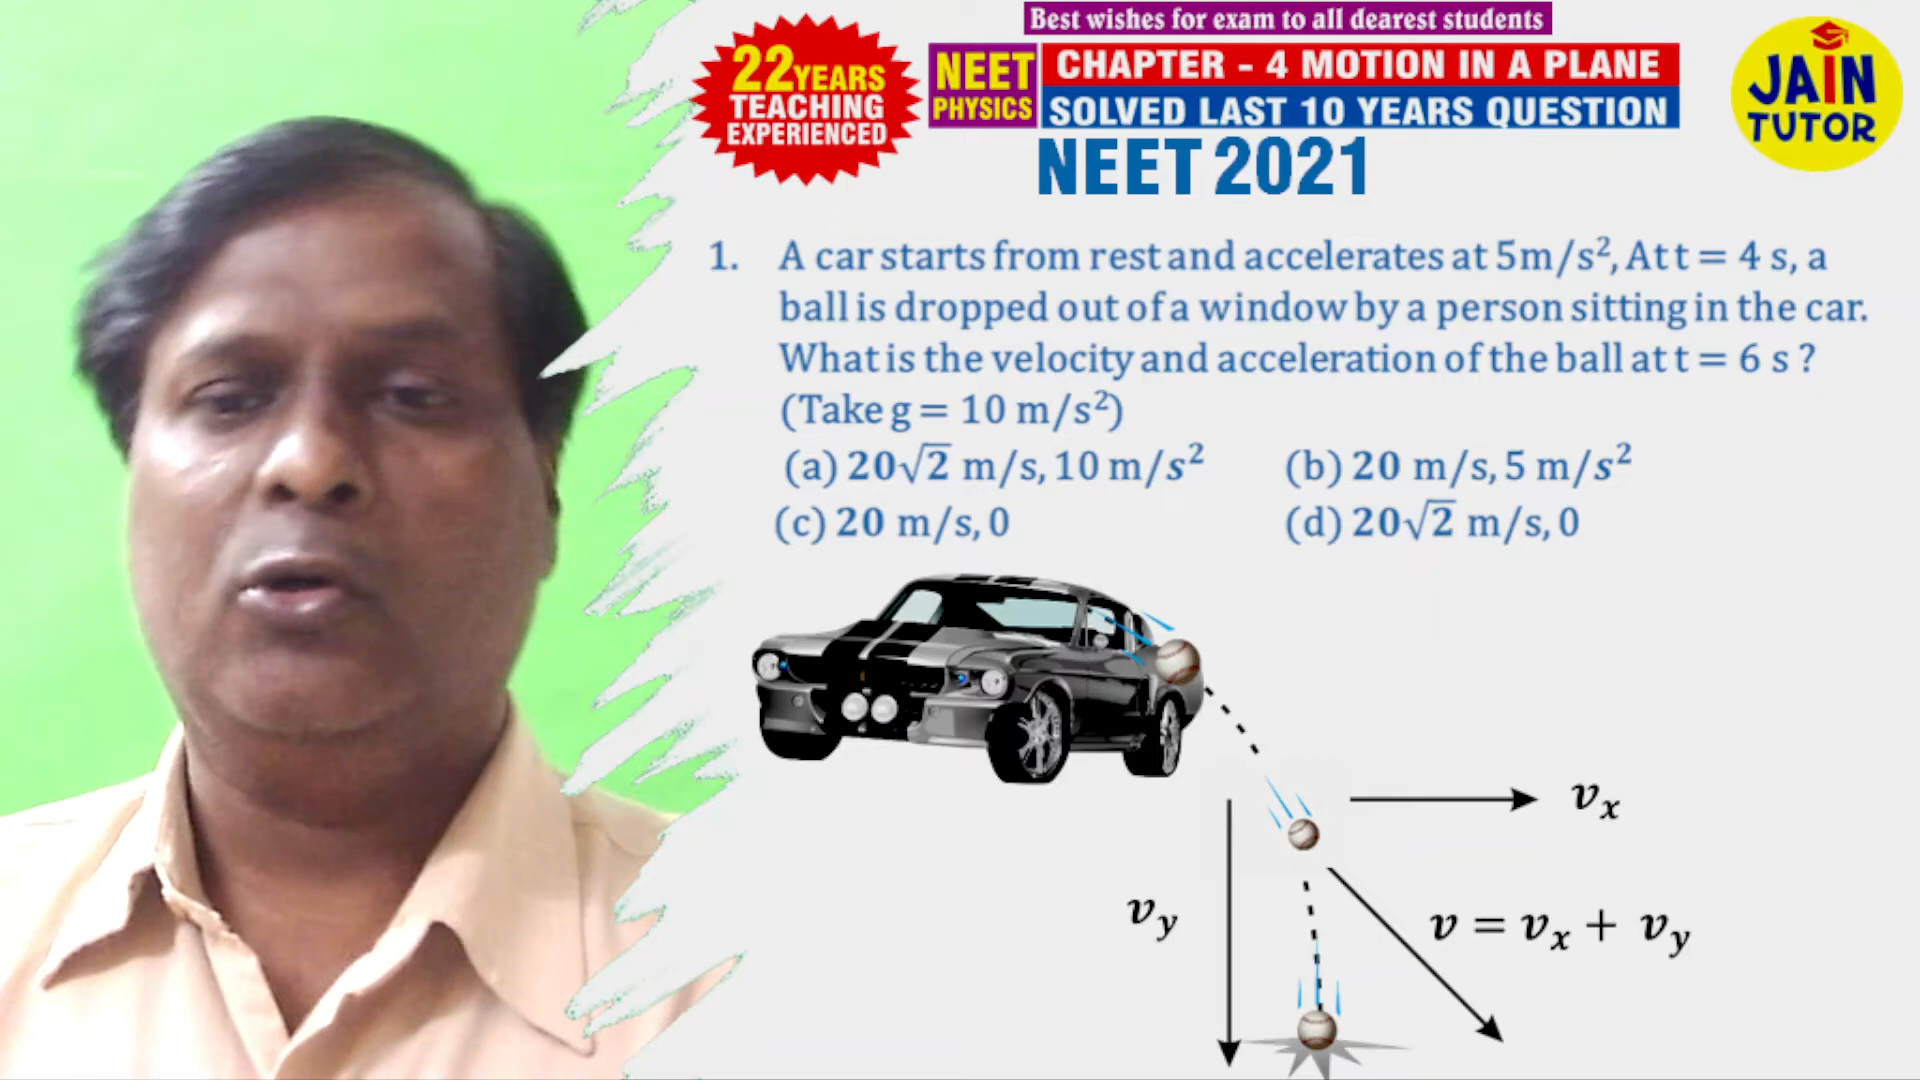 Best wishes for exam to all dearest students
22 YEARS
TEACHING
EXPERIENCED
NEET
PHYSICS
CHAPTER - 4 MOTION IN A PLANE
SOLVED LAST 10 YEARS QUESTION
JAIN
TUTOR
NEET 2021
1. A car starts from rest and accelerates at 5m/s², At t = 4 s, a
ball is dropped out of a window by a person sitting in the car.
What is the velocity and acceleration of the ball at t = 6 s ?
(Take g = 10 m/s²)
(a) 20√2 m/s, 10 m/s² (b) 20 m/s, 5 m/s²
(c) 20 m/s, 0 (d) 20√2 m/s, 0
vₓ
v_y
v = vₓ + v_y